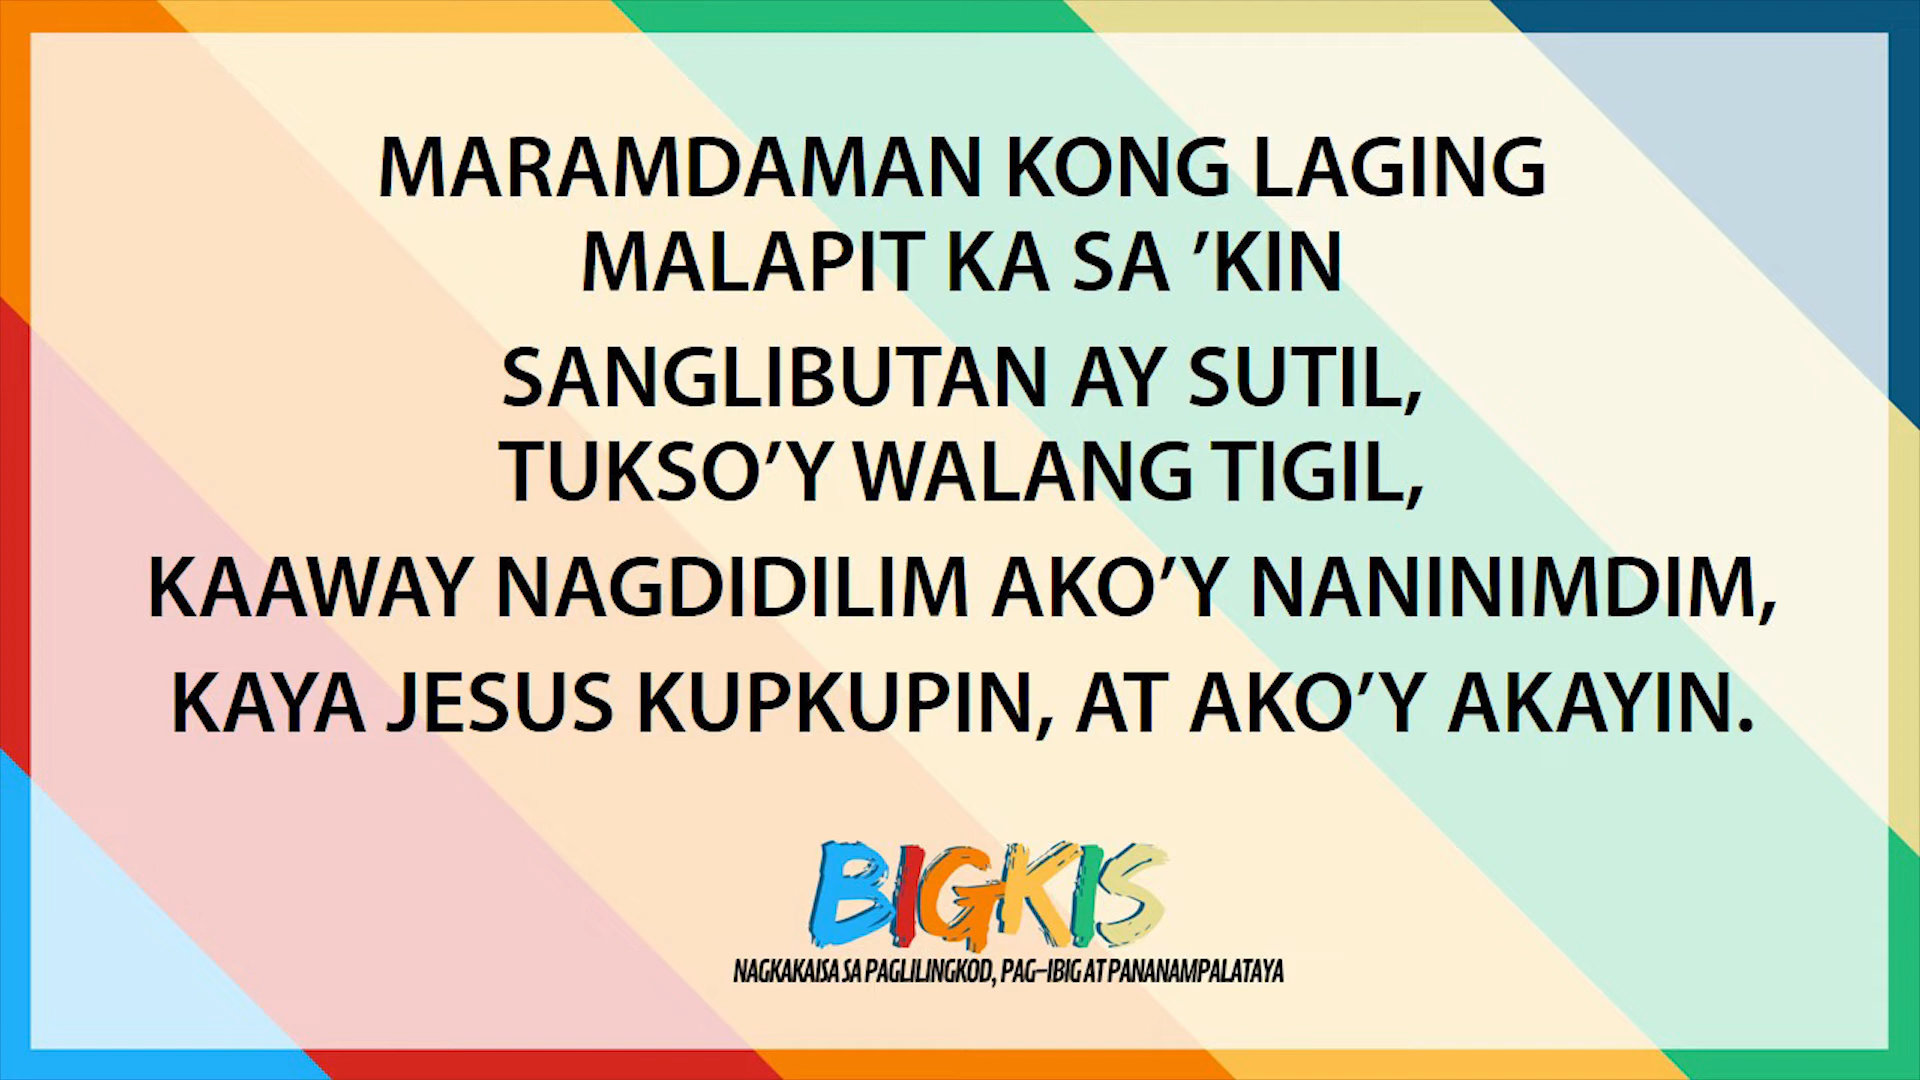 MARAMDAMAN KONG LAGING
MALAPIT KA SA ’KIN
SANGLIBUTAN AY SUTIL,
TUKSO’Y WALANG TIGIL,
KAAWAY NAGDIDILIM AKO’Y NANINIMDIM,
KAYA JESUS KUPKUPIN, AT AKO’Y AKAYIN.
BIGKIS
NAGKAKAISA SA PAGLILINGKOD, PAG-IBIG AT PANANAMPALATAYA